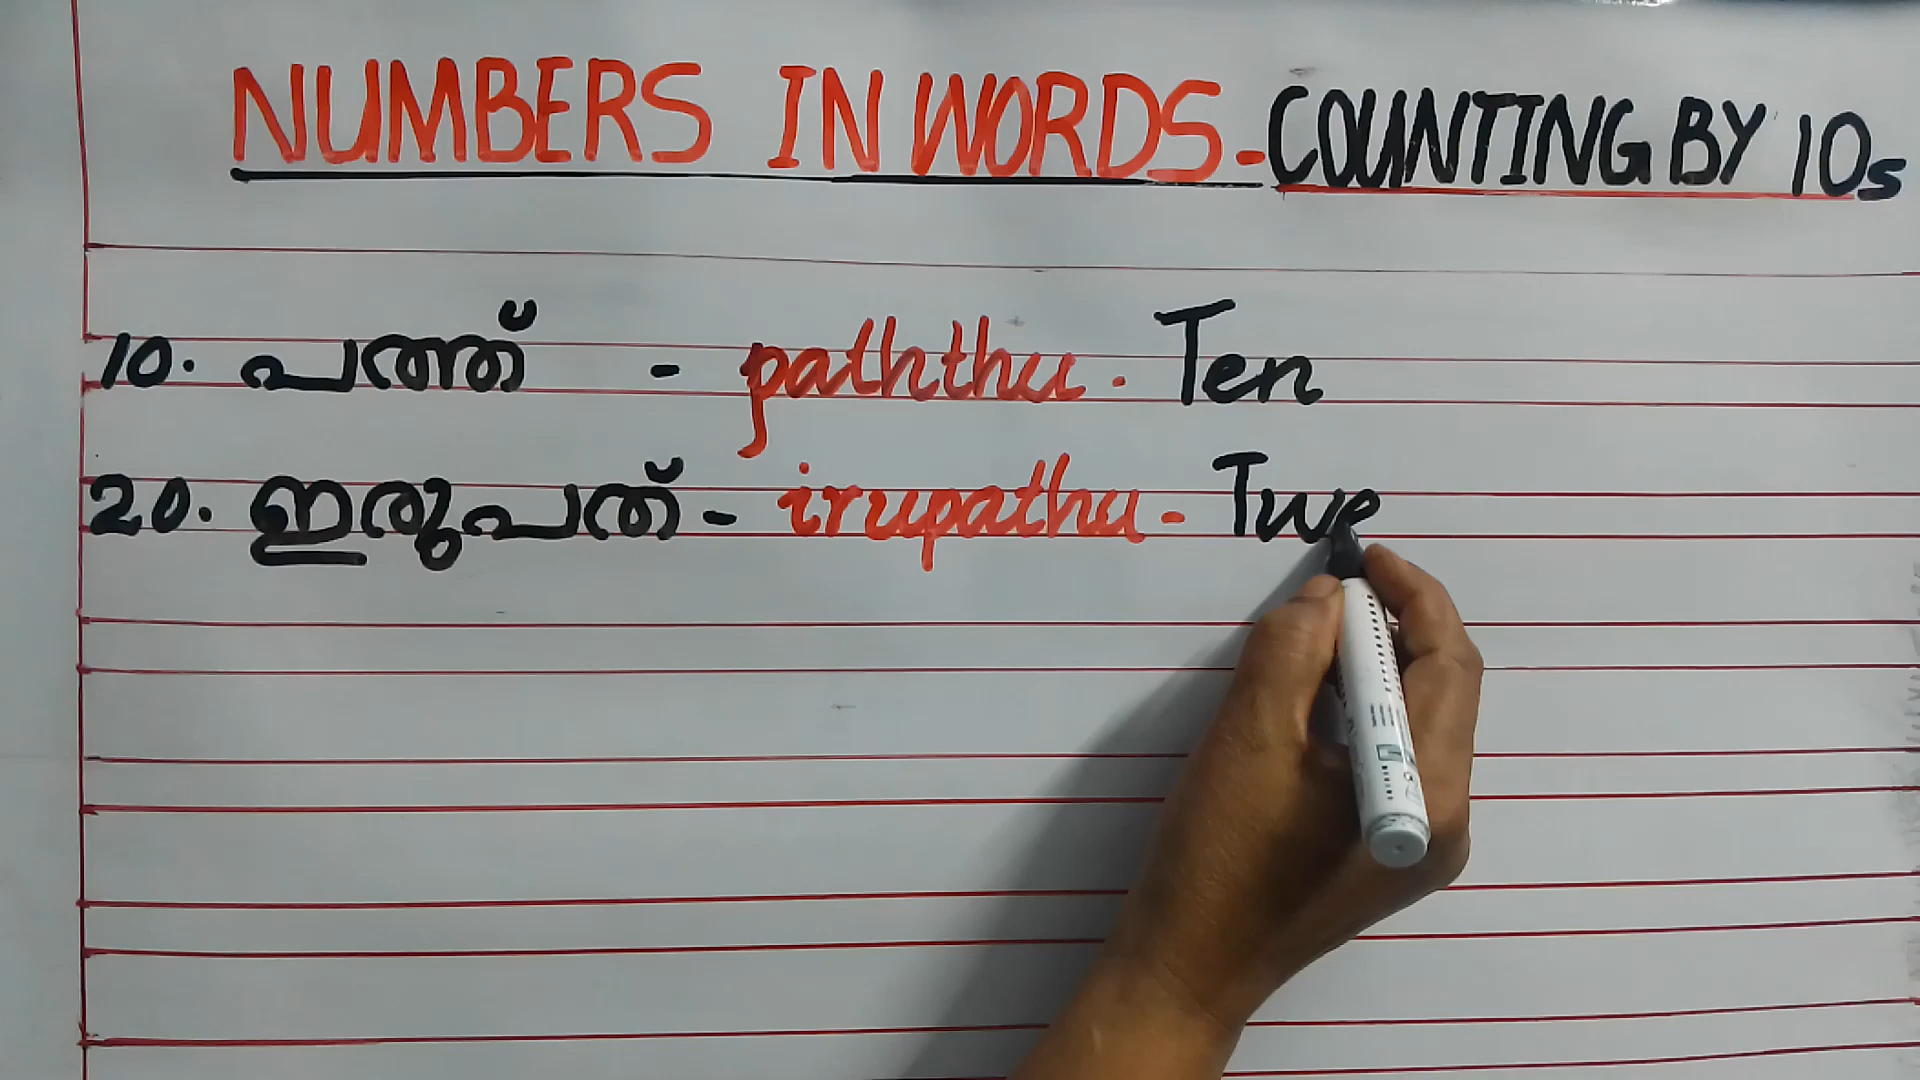 NUMBERS IN WORDS - COUNTING BY 10s
10. പത്ത് - paththu - Ten
20. ഇരുപത് - irupathu - Twe